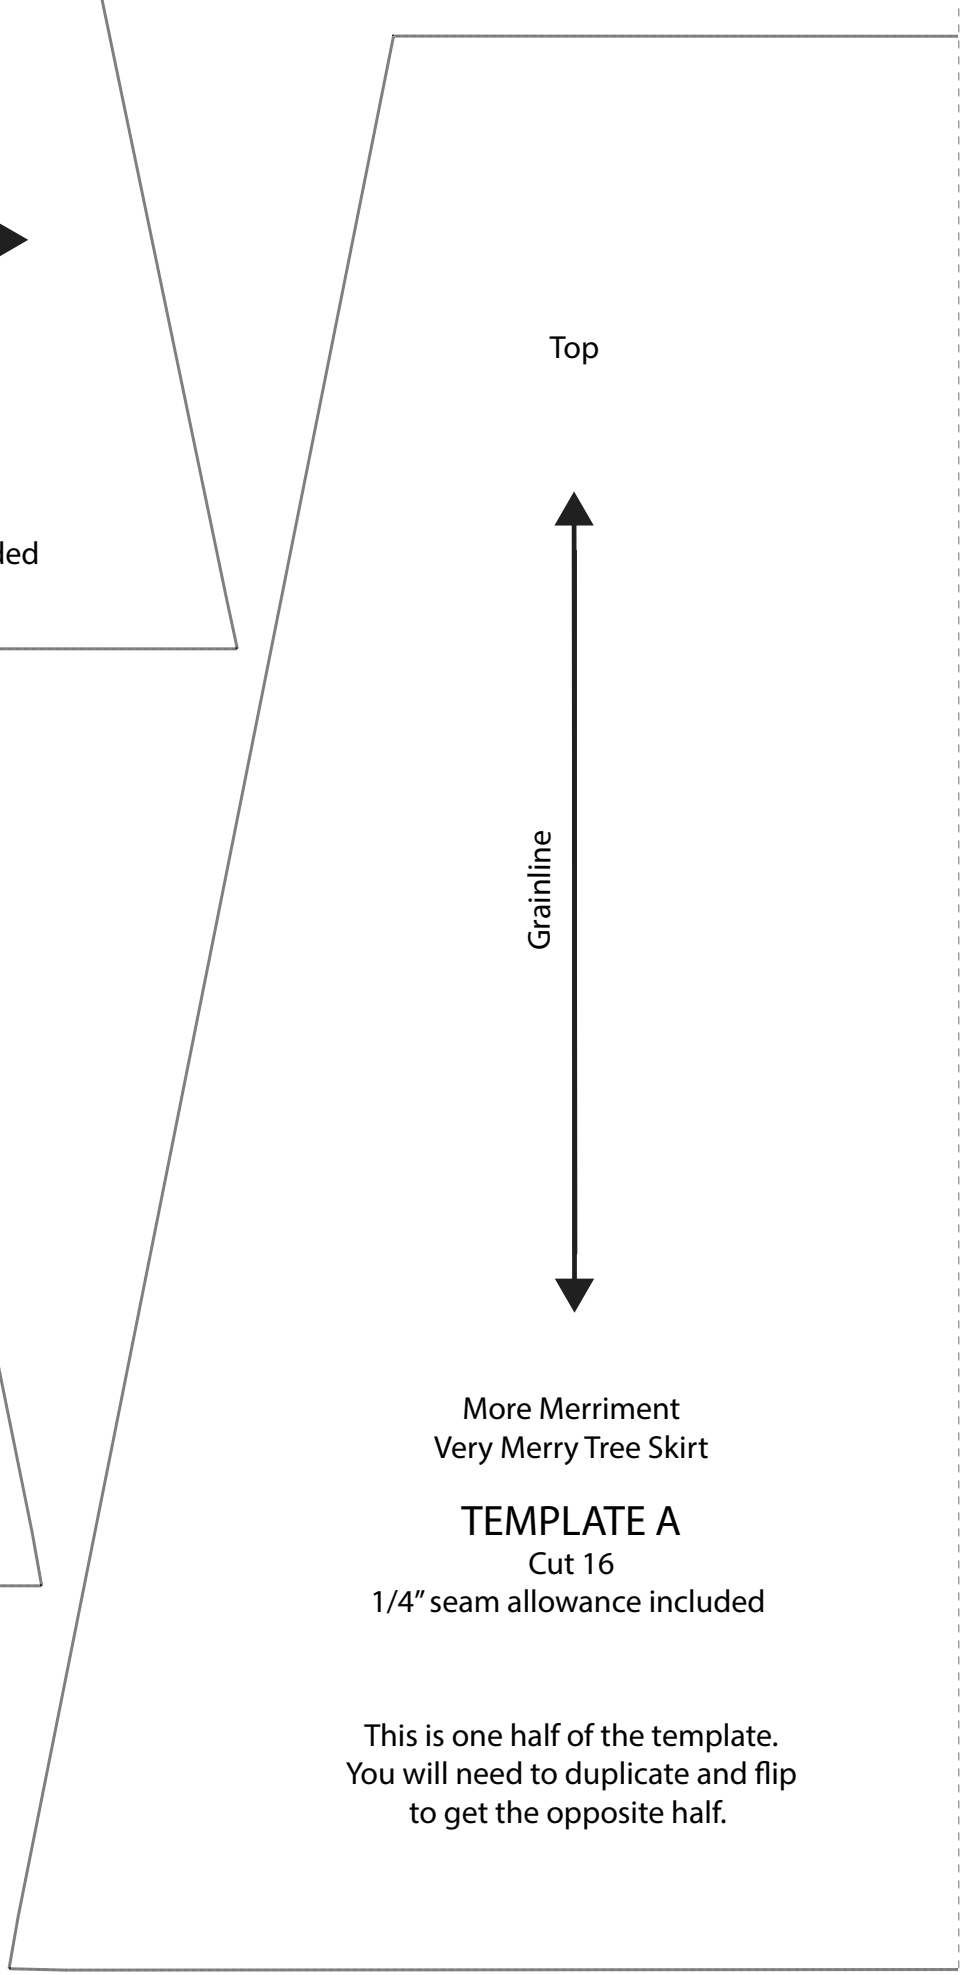 Top
ded
Grainline
More Merriment
Very Merry Tree Skirt
TEMPLATE A
Cut 16
1/4” seam allowance included
This is one half of the template.
You will need to duplicate and flip
to get the opposite half.